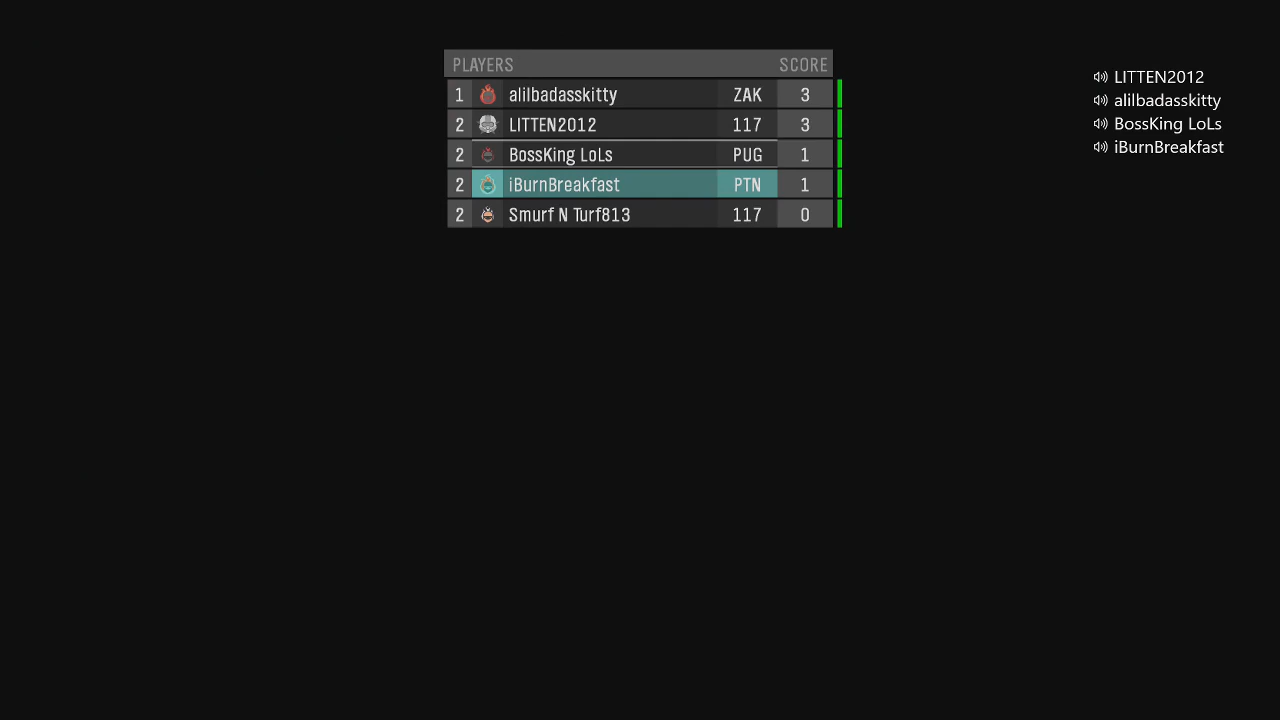 PLAYERS SCORE
1 alilbadasskitty ZAK 3
2 LITTEN2012 117 3
2 BossKing LoLs PUG 1
2 iBurnBreakfast PTN 1
2 Smurf N Turf813 117 0
LITTEN2012
alilbadasskitty
BossKing LoLs
iBurnBreakfast